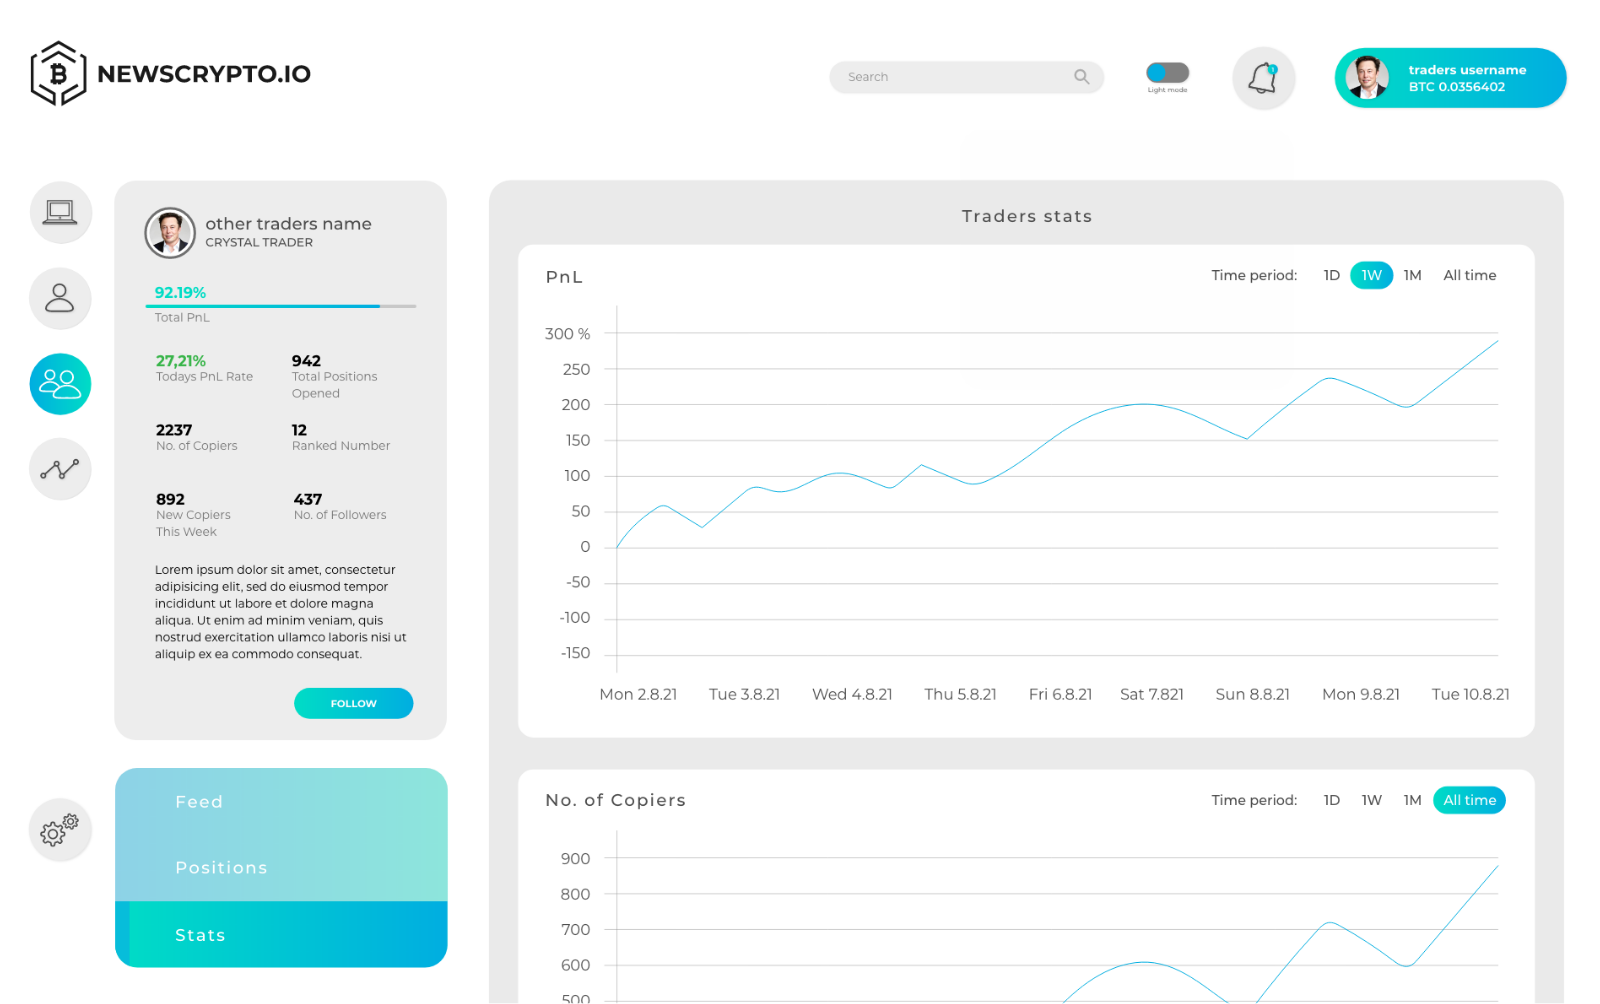 NEWSCRYPTO.IO
Search
Light mode
1
traders username
BTC 0.0356402
other traders name
CRYSTAL TRADER
92.19%
Total PnL
27,21%
Todays PnL Rate
942
Total Positions
Opened
2237
No. of Copiers
12
Ranked Number
892
New Copiers
This Week
437
No. of Followers
Lorem ipsum dolor sit amet, consectetur
adipisicing elit, sed do eiusmod tempor
incididunt ut labore et dolore magna
aliqua. Ut enim ad minim veniam, quis
nostrud exercitation ullamco laboris nisi ut
aliquip ex ea commodo consequat.
FOLLOW
Feed
Positions
Stats
Traders stats
PnL
Time period: 1D 1W 1M All time
300 %
250
200
150
100
50
0
-50
-100
-150
Mon 2.8.21 Tue 3.8.21 Wed 4.8.21 Thu 5.8.21 Fri 6.8.21 Sat 7.821 Sun 8.8.21 Mon 9.8.21 Tue 10.8.21
No. of Copiers
Time period: 1D 1W 1M All time
900
800
700
600
500